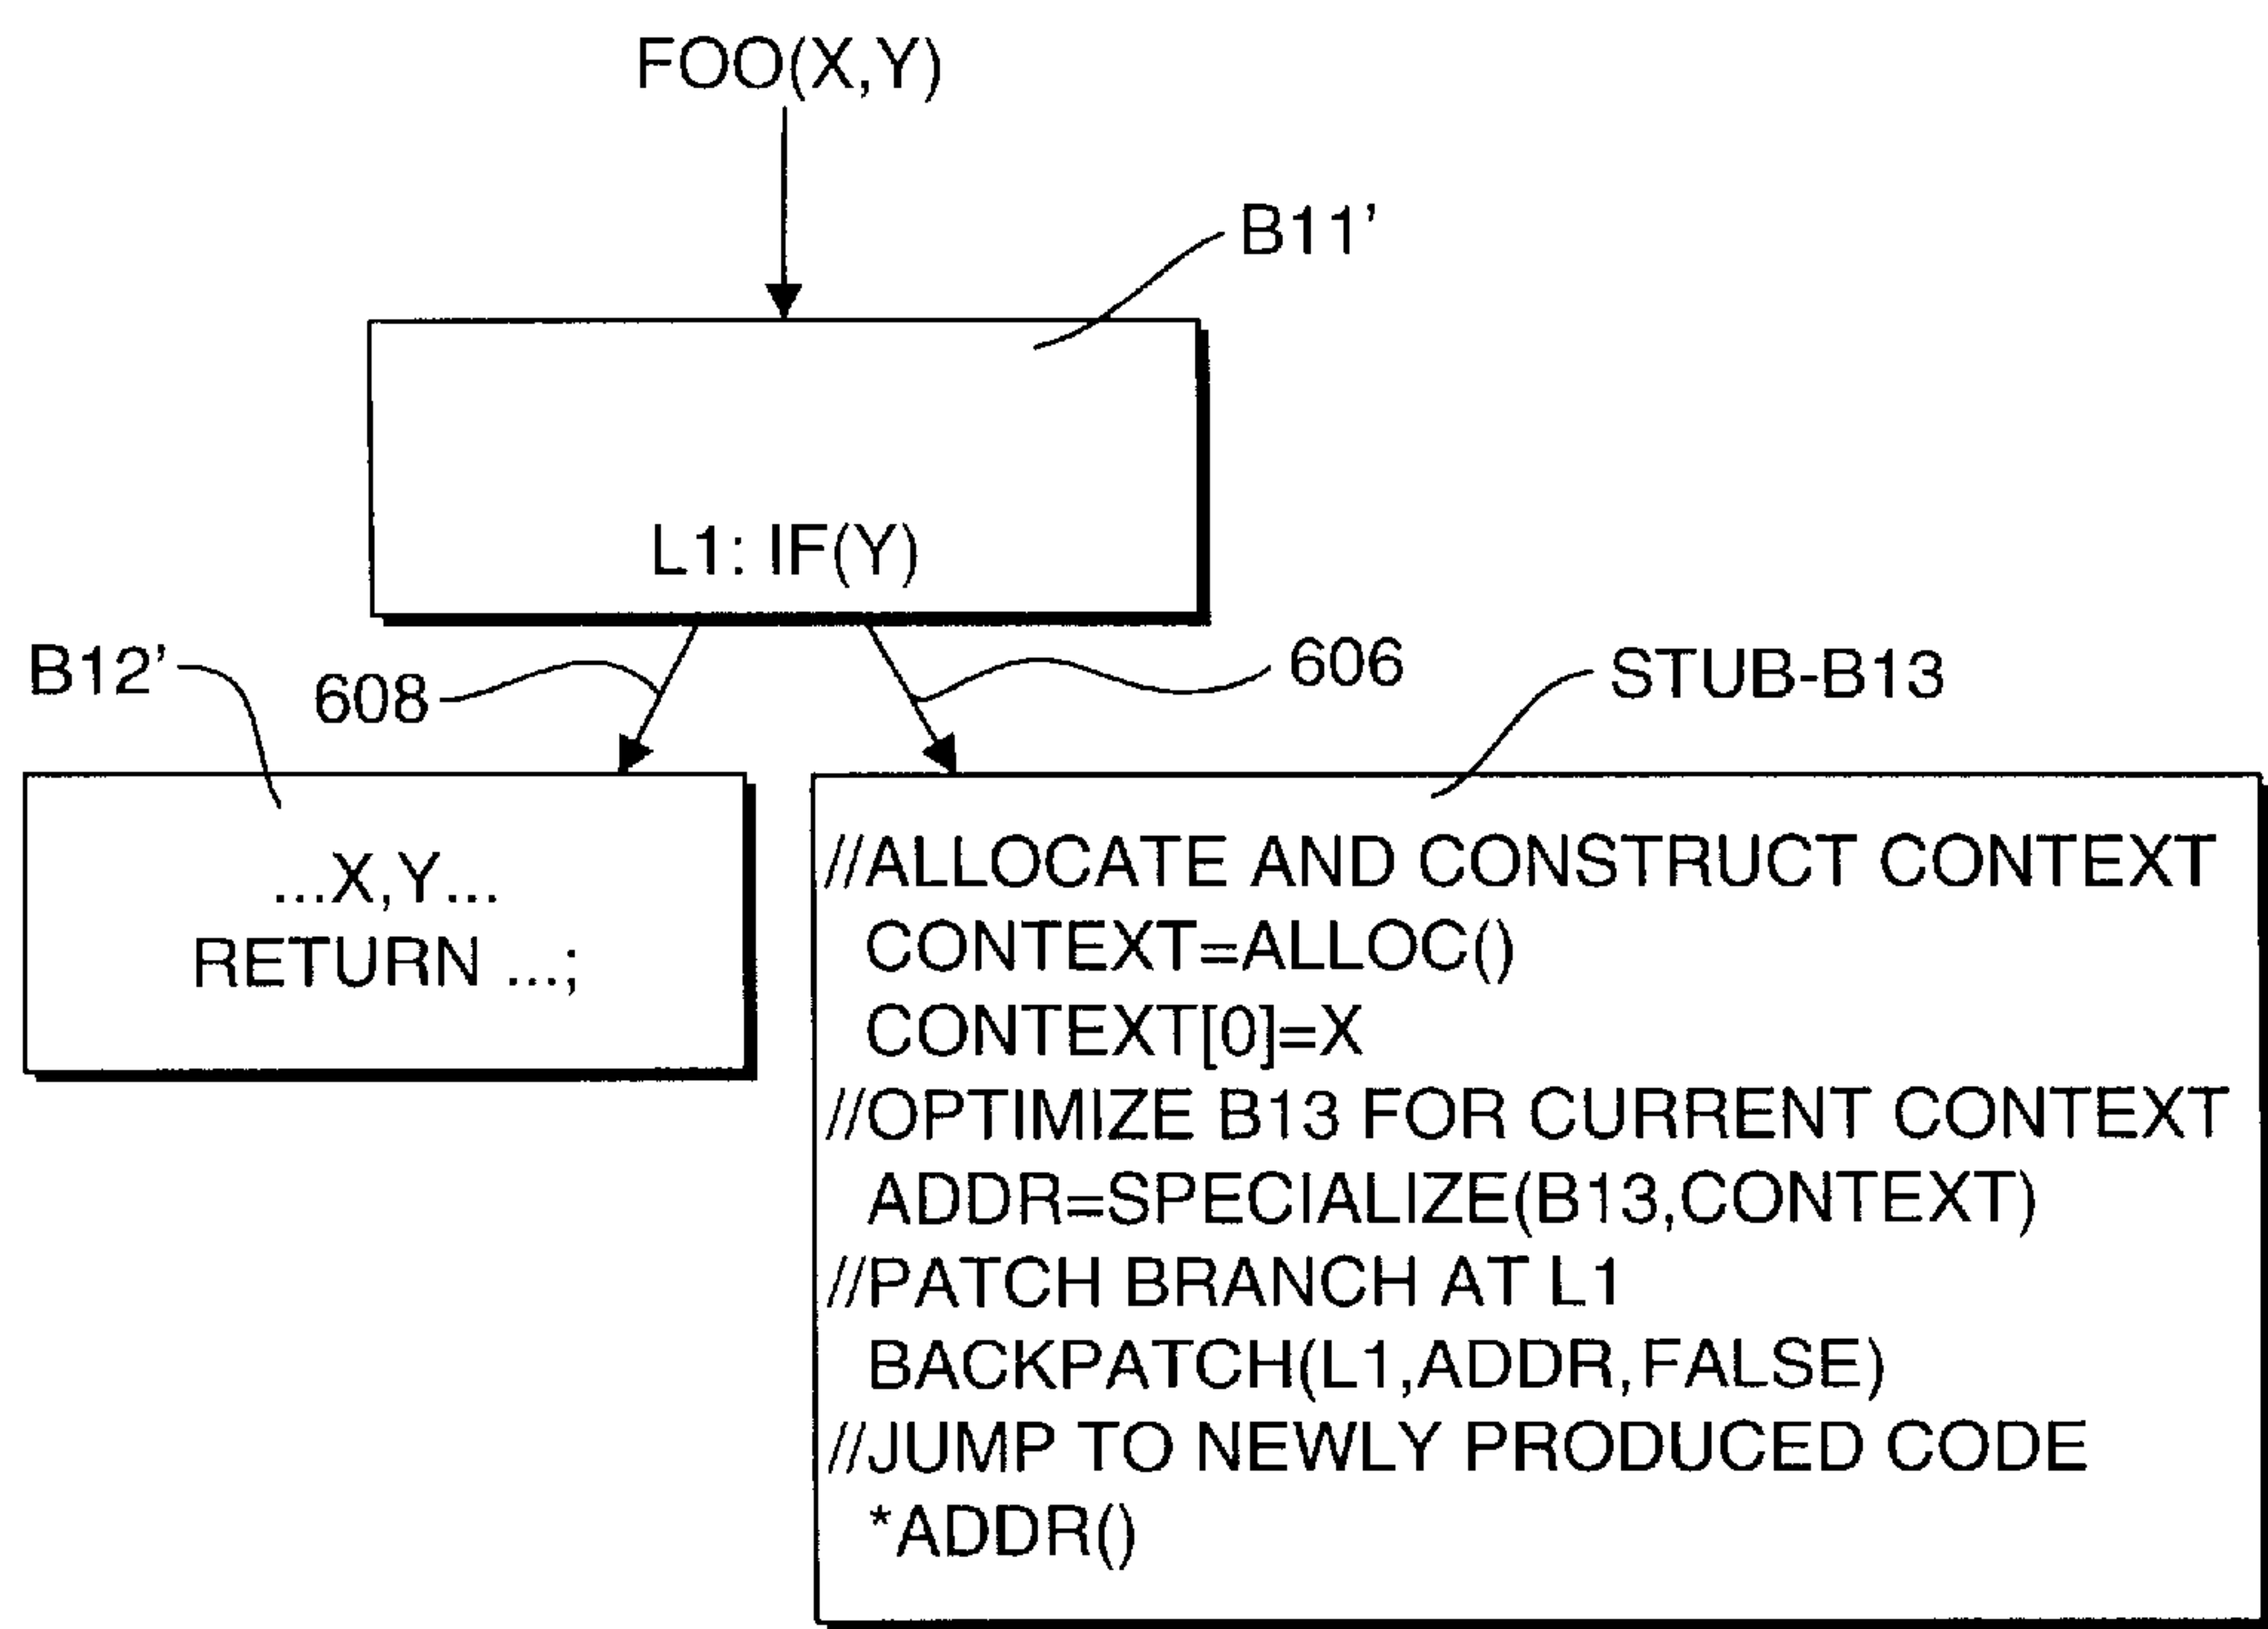 FOO(X,Y)
B11’
L1: IF(Y)
B12’
608
606
STUB-B13
...X,Y...
RETURN ...;
//ALLOCATE AND CONSTRUCT CONTEXT
CONTEXT=ALLOC()
CONTEXT[0]=X
//OPTIMIZE B13 FOR CURRENT CONTEXT
ADDR=SPECIALIZE(B13,CONTEXT)
//PATCH BRANCH AT L1
BACKPATCH(L1,ADDR,FALSE)
//JUMP TO NEWLY PRODUCED CODE
*ADDR()